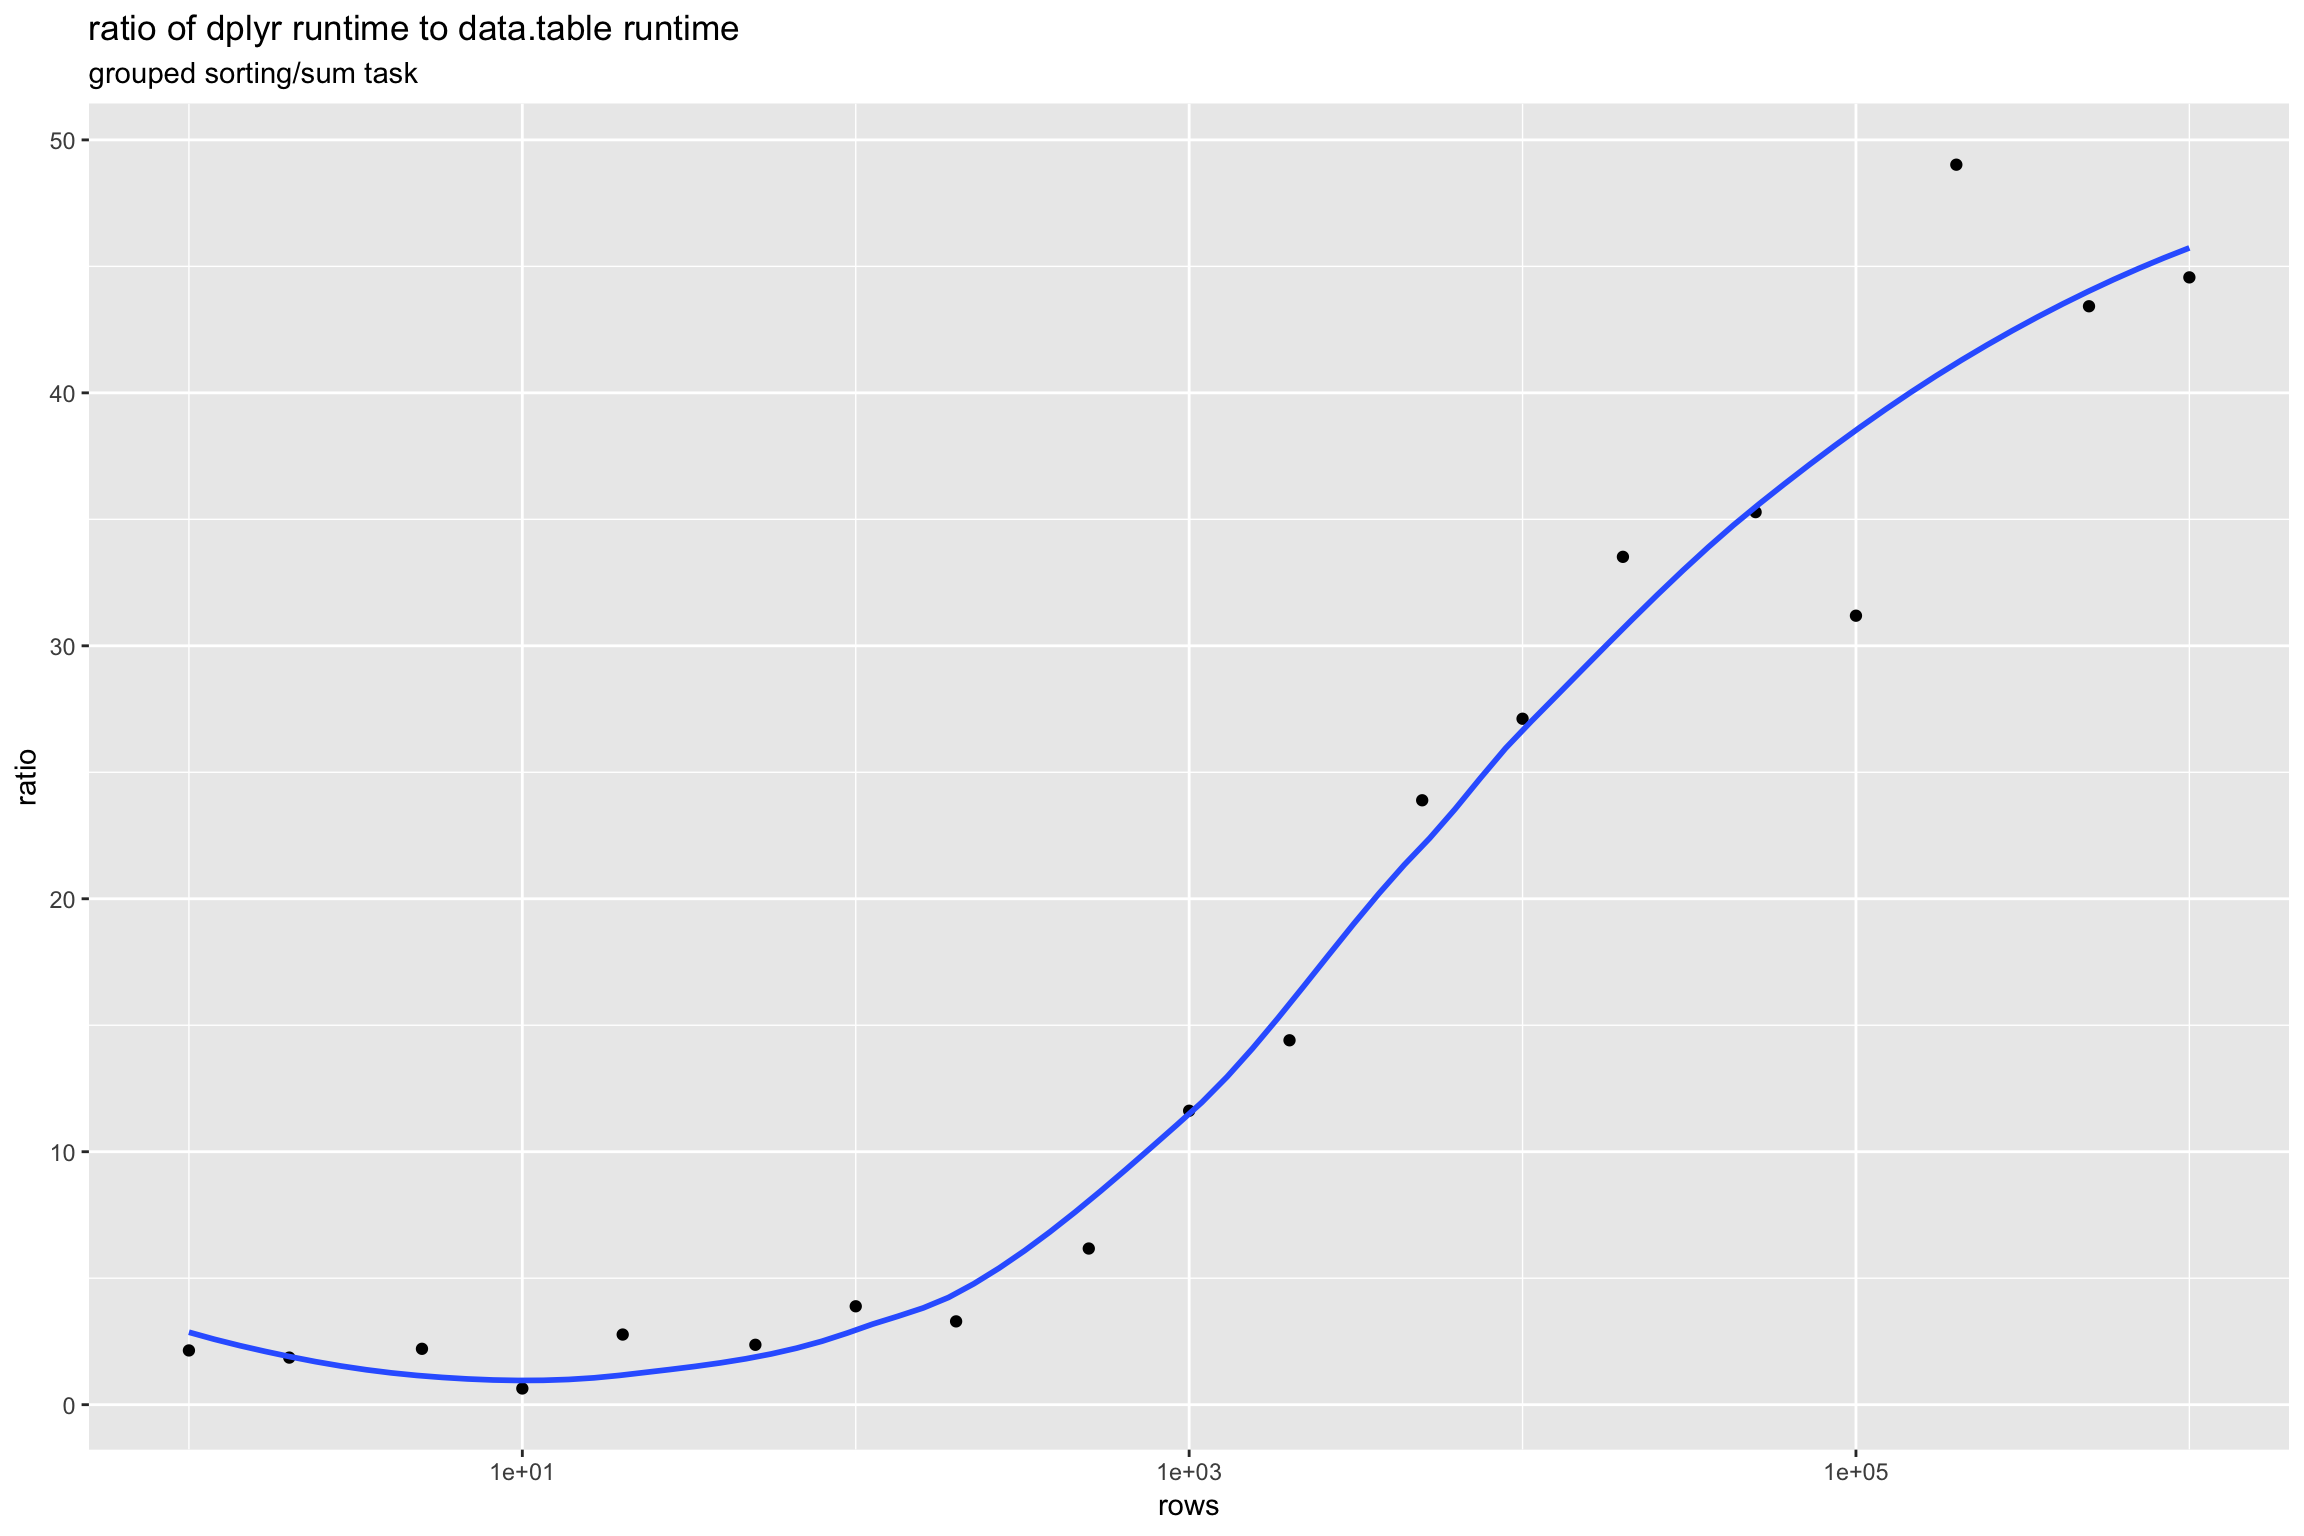 ratio of dplyr runtime to data.table runtime
grouped sorting/sum task
50
40
30
20
10
0
ratio
1e+01
1e+03
1e+05
rows